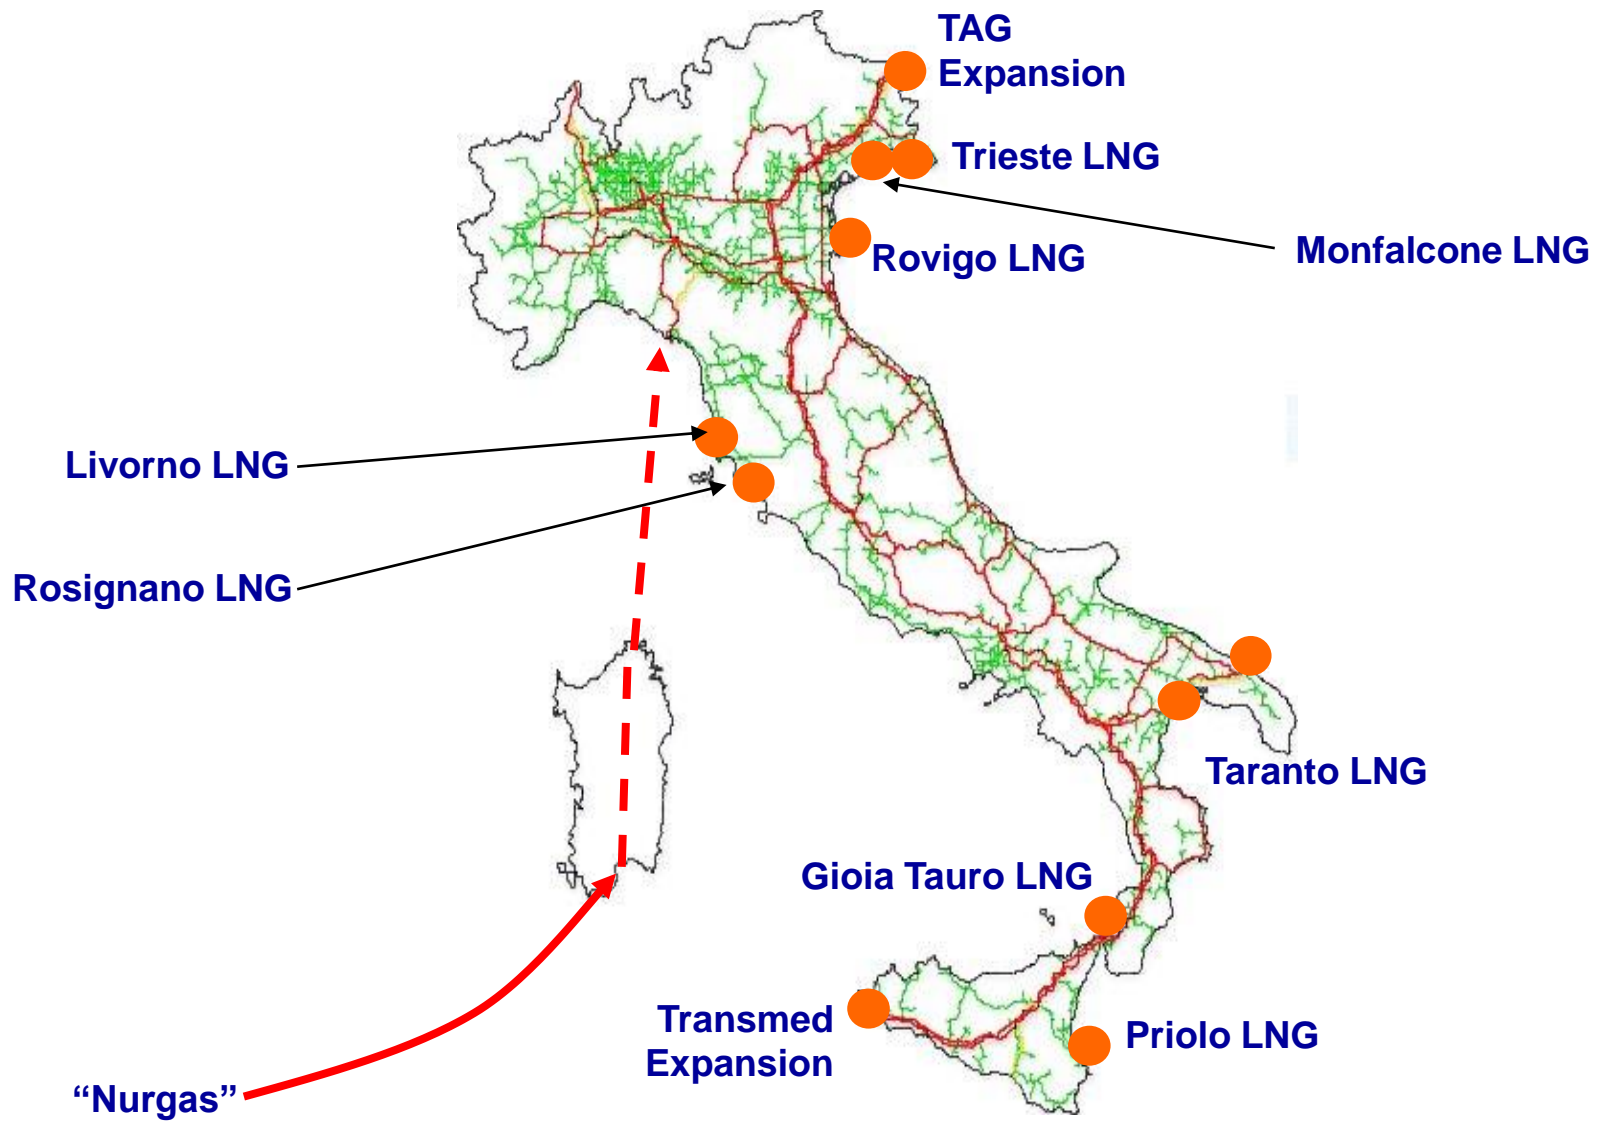 TAG
Expansion
Trieste LNG
Monfalcone LNG
Rovigo LNG
Livorno LNG
Rosignano LNG
Taranto LNG
Gioia Tauro LNG
Transmed
Expansion
Priolo LNG
“Nurgas”